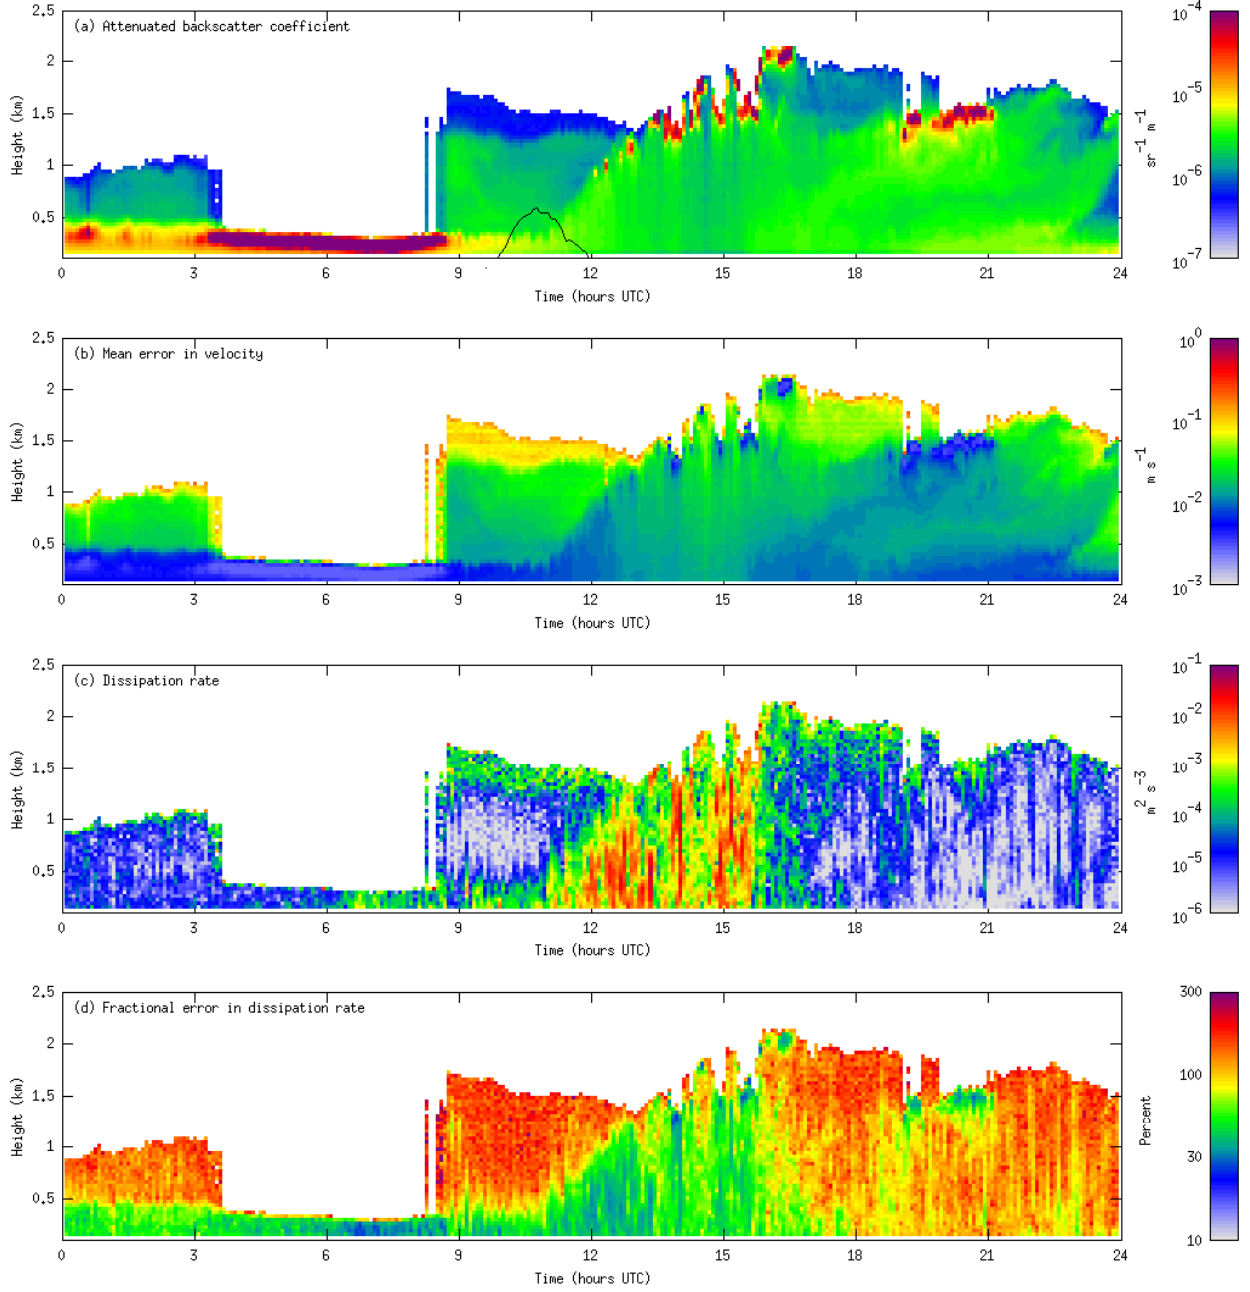 (a) Attenuated backscatter coefficient
Height (km)
2.5
2
1.5
1
0.5
0 3 6 9 12 15 18 21 24
Time (hours UTC)
10-4
10-5
10-6
10-7
sr-1 m-1
(b) Mean error in velocity
Height (km)
2.5
2
1.5
1
0.5
0 3 6 9 12 15 18 21 24
Time (hours UTC)
100
10-1
10-2
10-3
m s-1
(c) Dissipation rate
Height (km)
2.5
2
1.5
1
0.5
0 3 6 9 12 15 18 21 24
Time (hours UTC)
10-1
10-2
10-3
10-4
10-5
10-6
m2 s-3
(d) Fractional error in dissipation rate
Height (km)
2.5
2
1.5
1
0.5
0 3 6 9 12 15 18 21 24
Time (hours UTC)
300
100
30
10
Percent